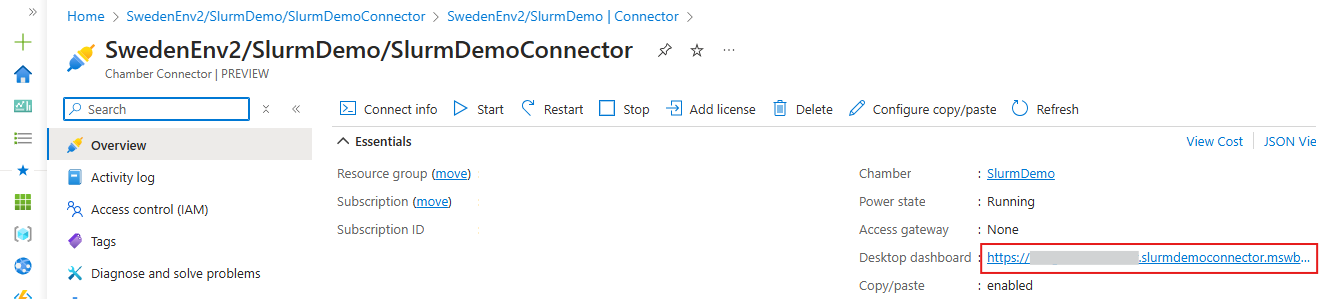 Home > SwedenEnv2/SlurmDemo/SlurmDemoConnector > SwedenEnv2/SlurmDemo | Connector >
SwedenEnv2/SlurmDemo/SlurmDemoConnector
Chamber Connector | PREVIEW
Search
Connect info Start Restart Stop Add license Delete Configure copy/paste Refresh
Overview
Activity log
Access control (IAM)
Tags
Diagnose and solve problems
Essentials
View Cost JSON Vie
Resource group (move)
Subscription (move) :
Subscription ID :
Chamber : SlurmDemo
Power state : Running
Access gateway : None
Desktop dashboard : https:// .slurmdemoconnector.mswb...
Copy/paste : enabled